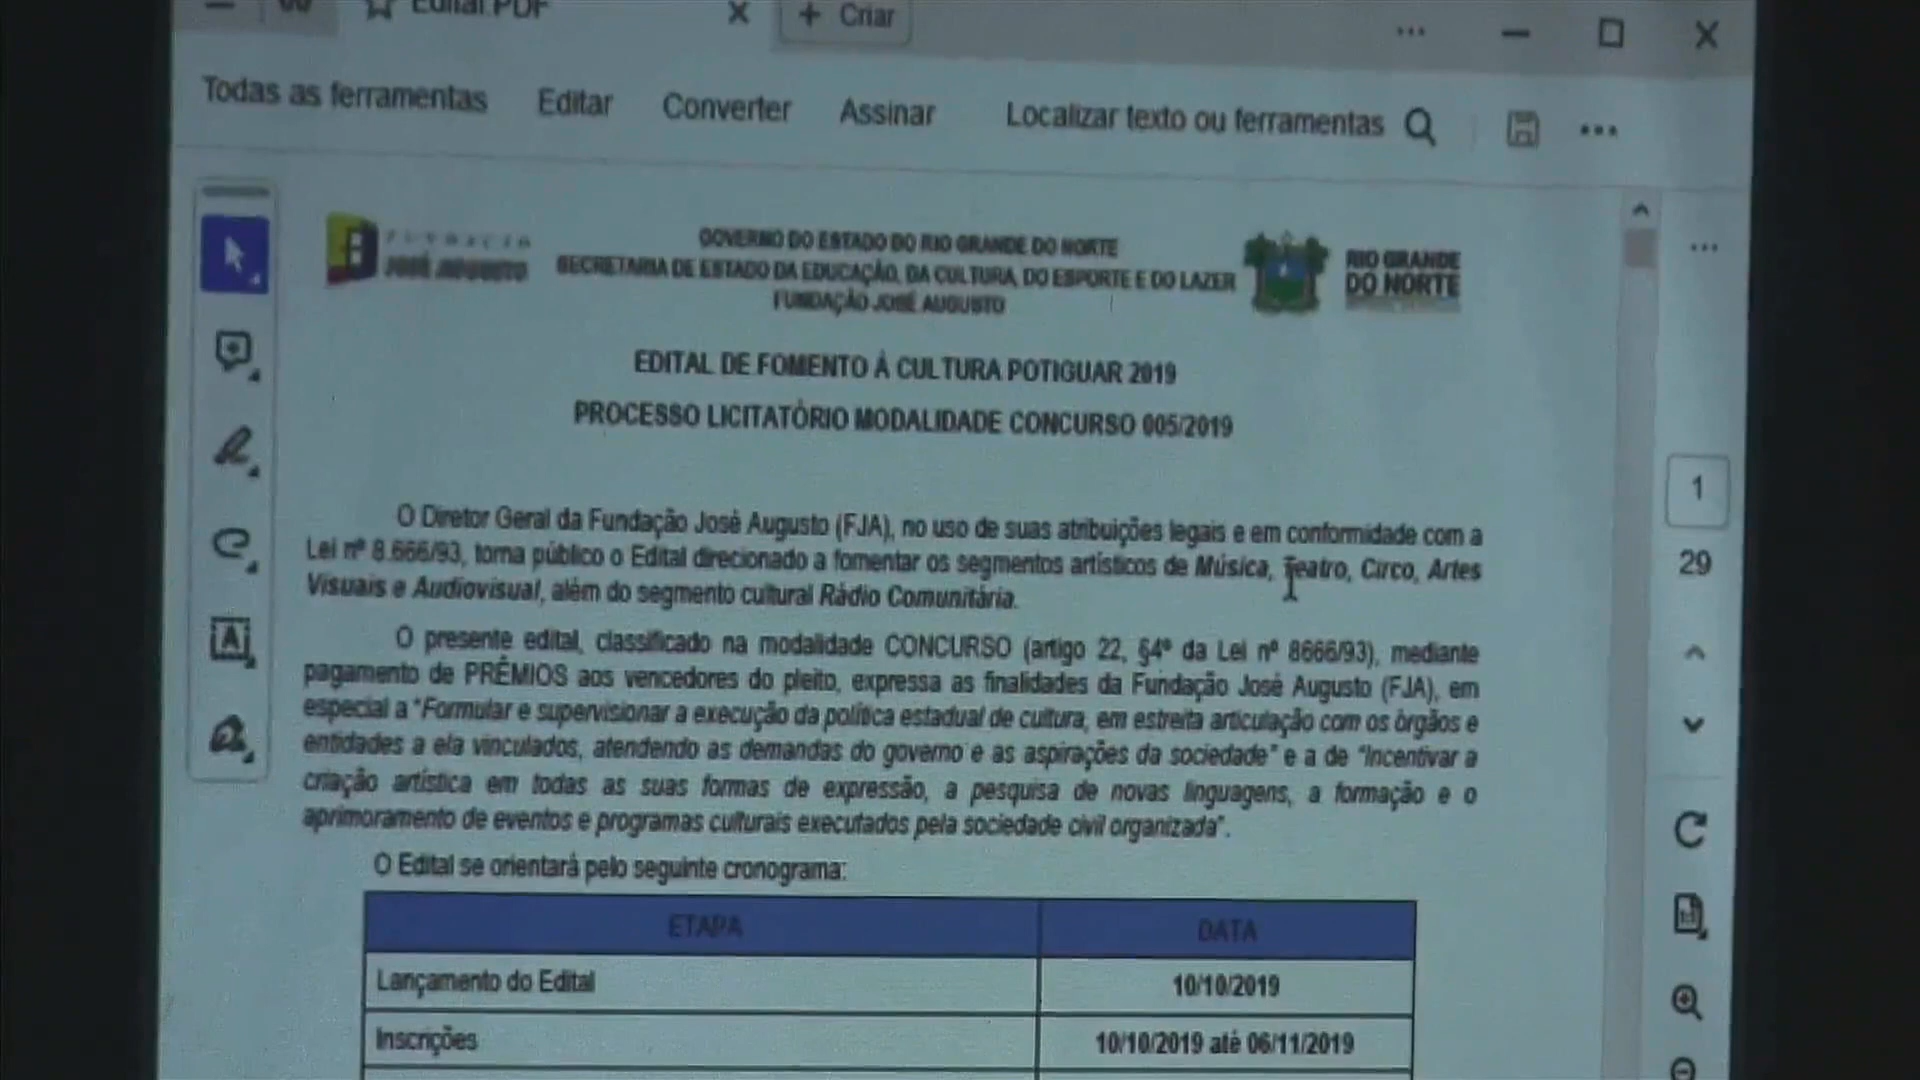 Edital PDF
+ Criar
Todas as ferramentas Editar Converter Assinar Localizar texto ou ferramentas
FUNDAÇÃO
JOSÉ AUGUSTO
GOVERNO DO ESTADO DO RIO GRANDE DO NORTE
SECRETARIA DE ESTADO DA EDUCAÇÃO, DA CULTURA, DO ESPORTE E DO LAZER
FUNDAÇÃO JOSÉ AUGUSTO
RIO GRANDE
DO NORTE
EDITAL DE FOMENTO À CULTURA POTIGUAR 2019
PROCESSO LICITATÓRIO MODALIDADE CONCURSO 005/2019
O Diretor Geral da Fundação José Augusto (FJA), no uso de suas atribuições legais e em conformidade com a
Lei nº 8.666/93, torna público o Edital direcionado a fomentar os segmentos artísticos de Música, Teatro, Circo, Artes
Visuais e Audiovisual, além do segmento cultural Rádio Comunitária.
O presente edital, classificado na modalidade CONCURSO (artigo 22, §4º da Lei nº 8666/93), mediante
pagamento de PRÊMIOS aos vencedores do pleito, expressa as finalidades da Fundação José Augusto (FJA), em
especial a "Formular e supervisionar a execução da política estadual de cultura, em estreita articulação com os órgãos e
entidades a ela vinculados, atendendo as demandas do governo e as aspirações da sociedade" e a de "Incentivar a
criação artística em todas as suas formas de expressão, a pesquisa de novas linguagens, a formação e o
aprimoramento de eventos e programas culturais executados pela sociedade civil organizada".
O Edital se orientará pelo seguinte cronograma:
ETAPA DATA
Lançamento do Edital 10/10/2019
Inscrições 10/10/2019 até 06/11/2019
1
29